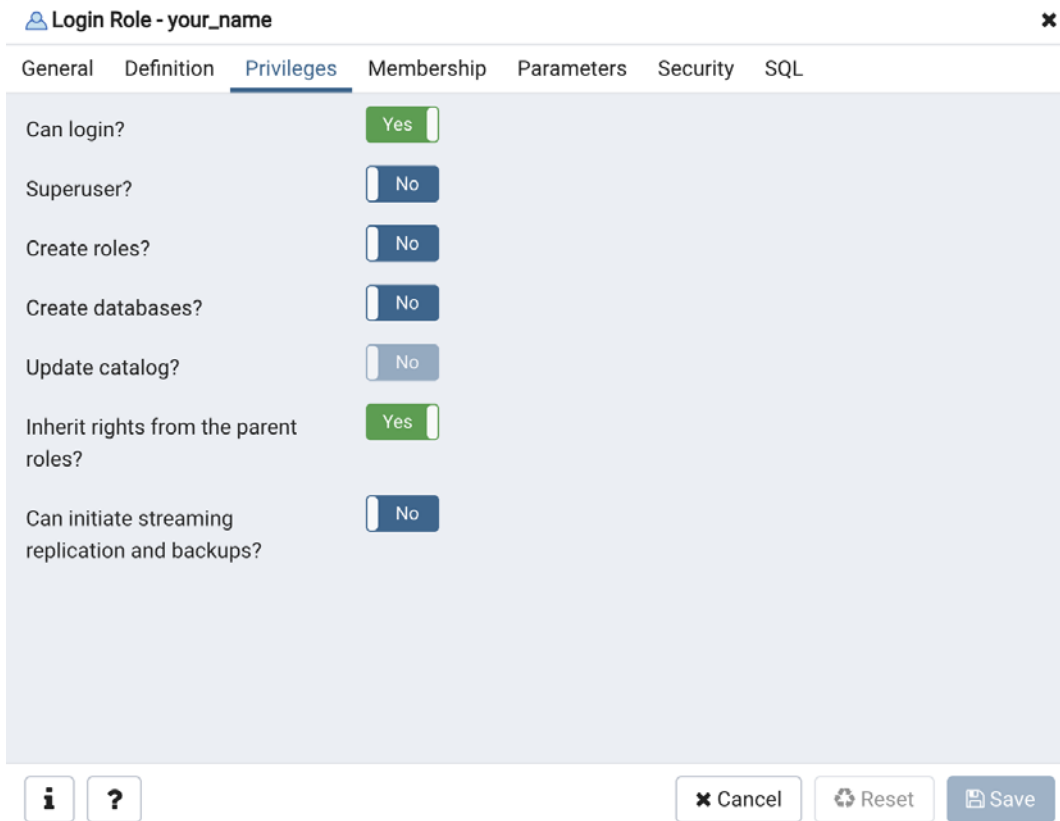 Login Role - your_name
General Definition Privileges Membership Parameters Security SQL
Can login? Yes
Superuser? No
Create roles? No
Create databases? No
Update catalog? No
Inherit rights from the parent Yes
roles?
Can initiate streaming No
replication and backups?
i ? Cancel Reset Save